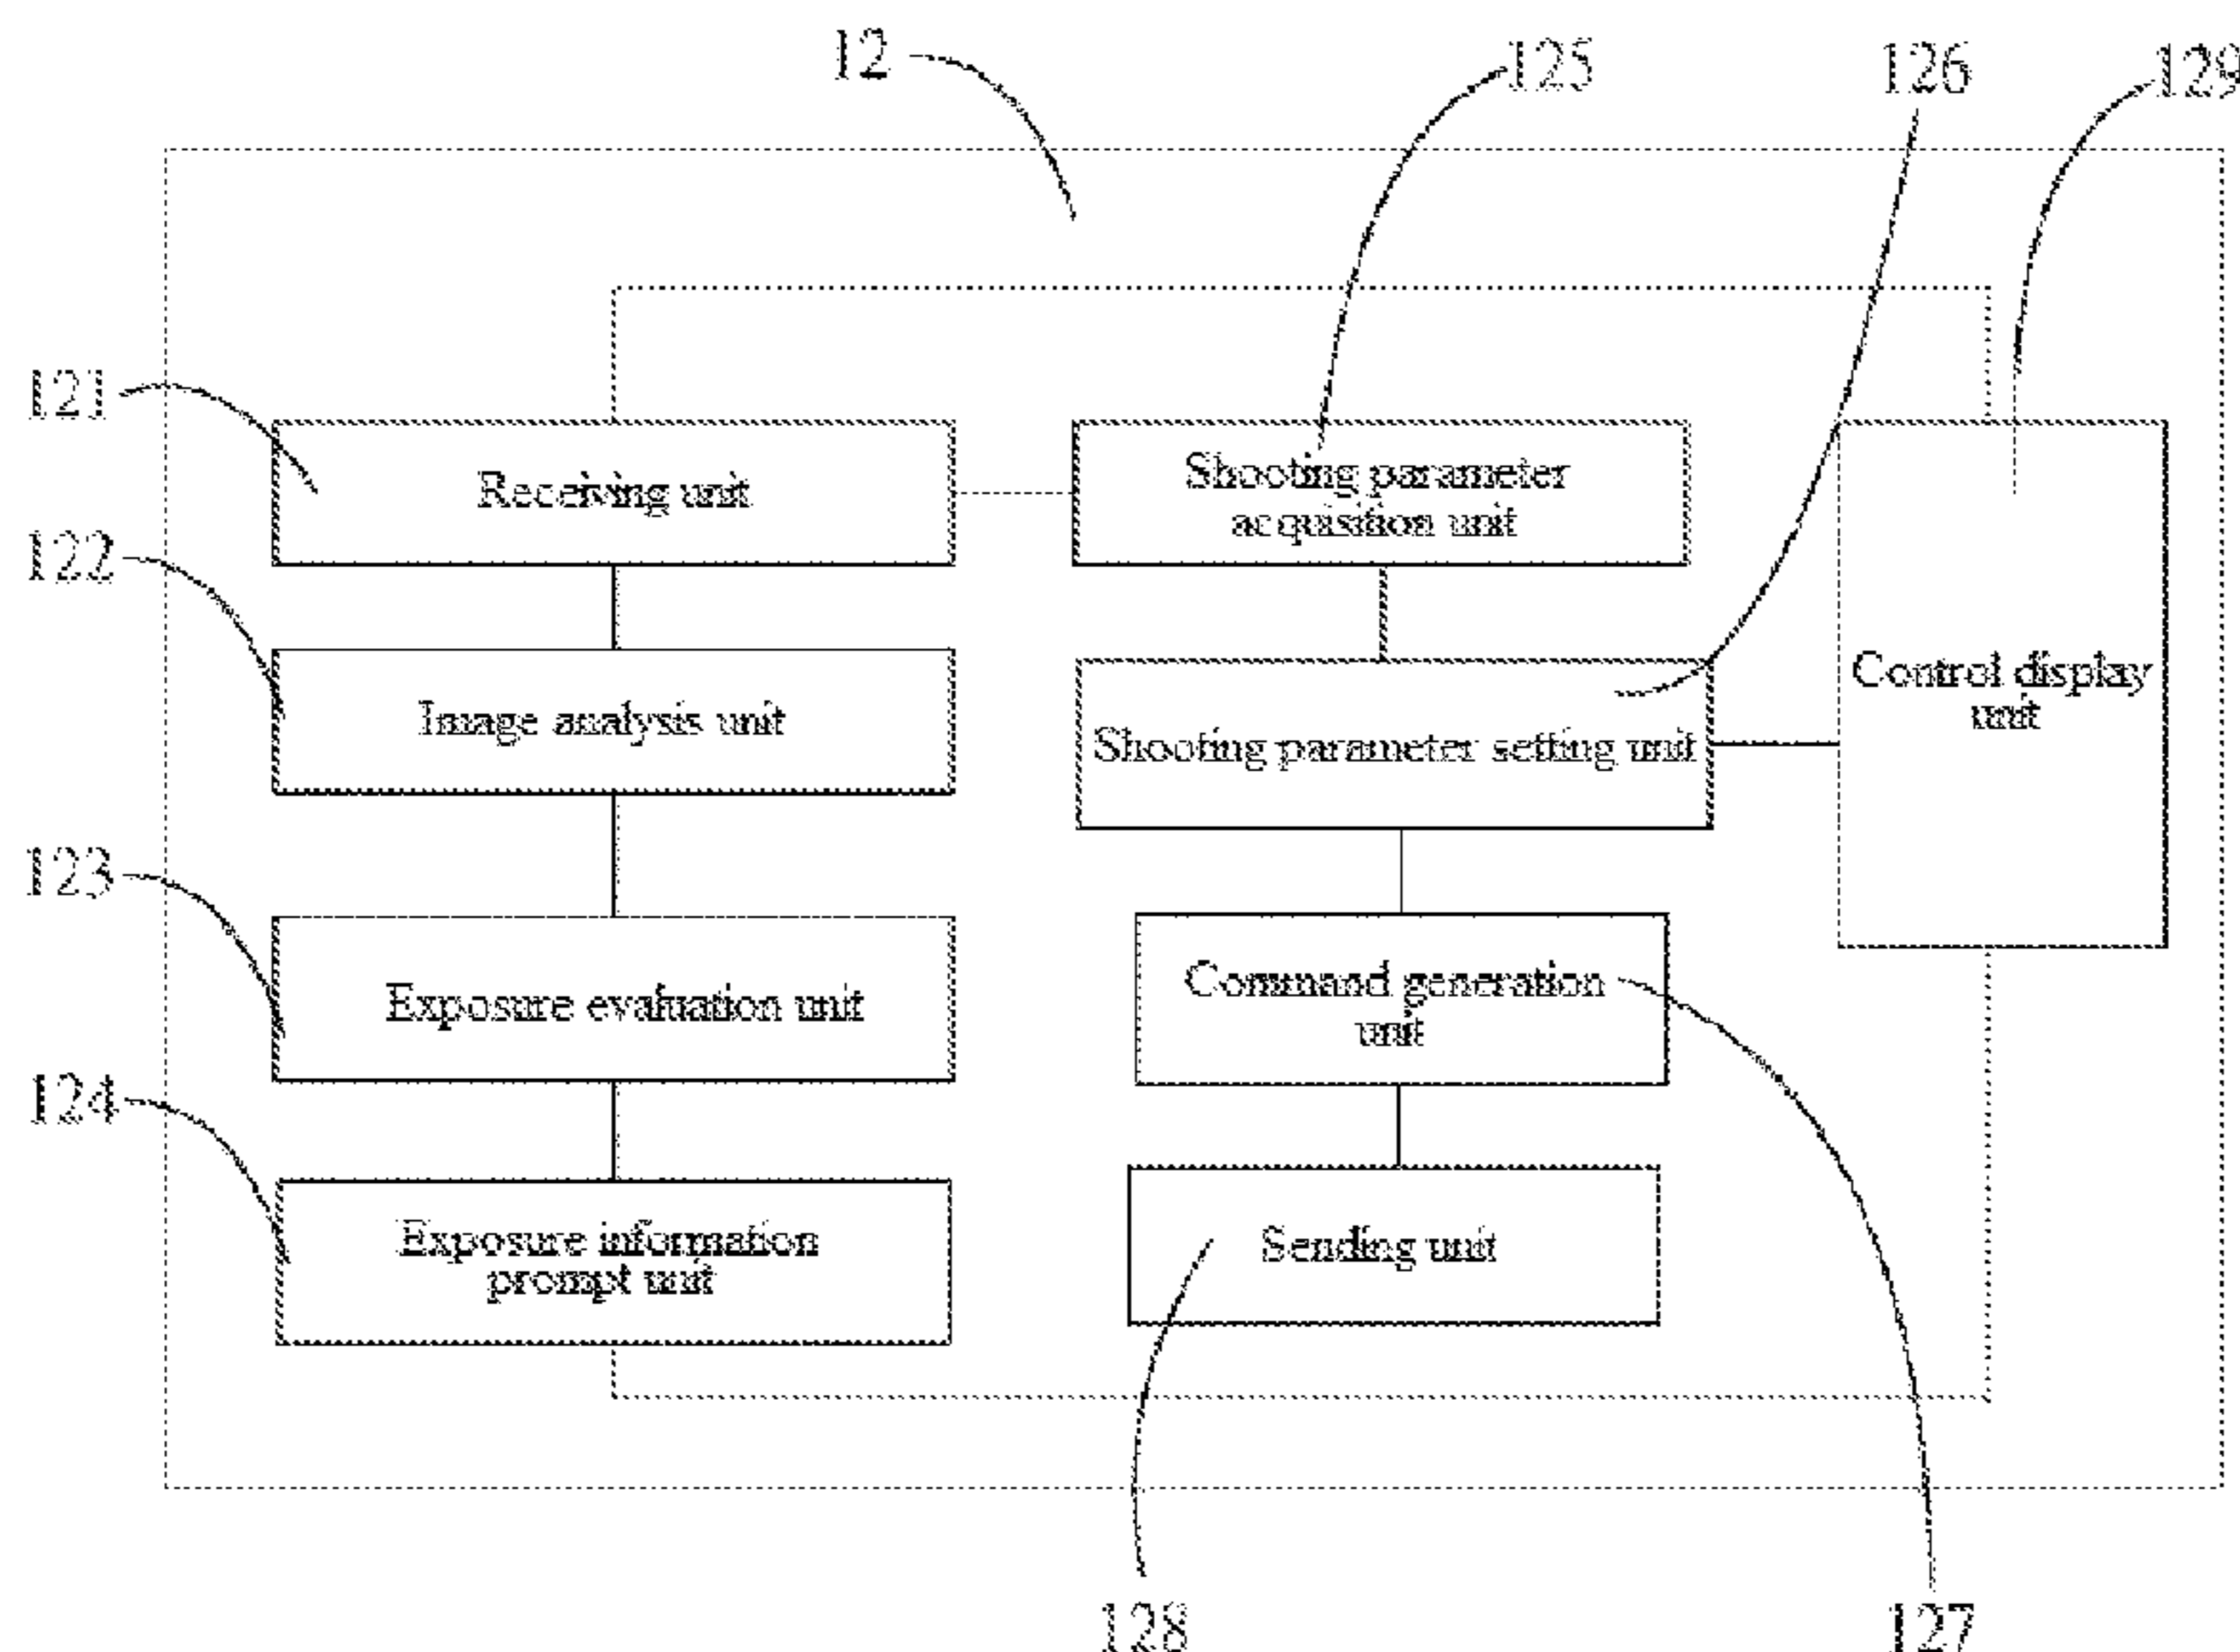 12
125
126
129
121
Receiving unit
Shooting parameter
acquisition unit
122
Image analysis unit
Shooting parameter setting unit
Control display
unit
123
Exposure evaluation unit
Command generation
unit
124
Exposure information
prompt unit
Sending unit
128
127